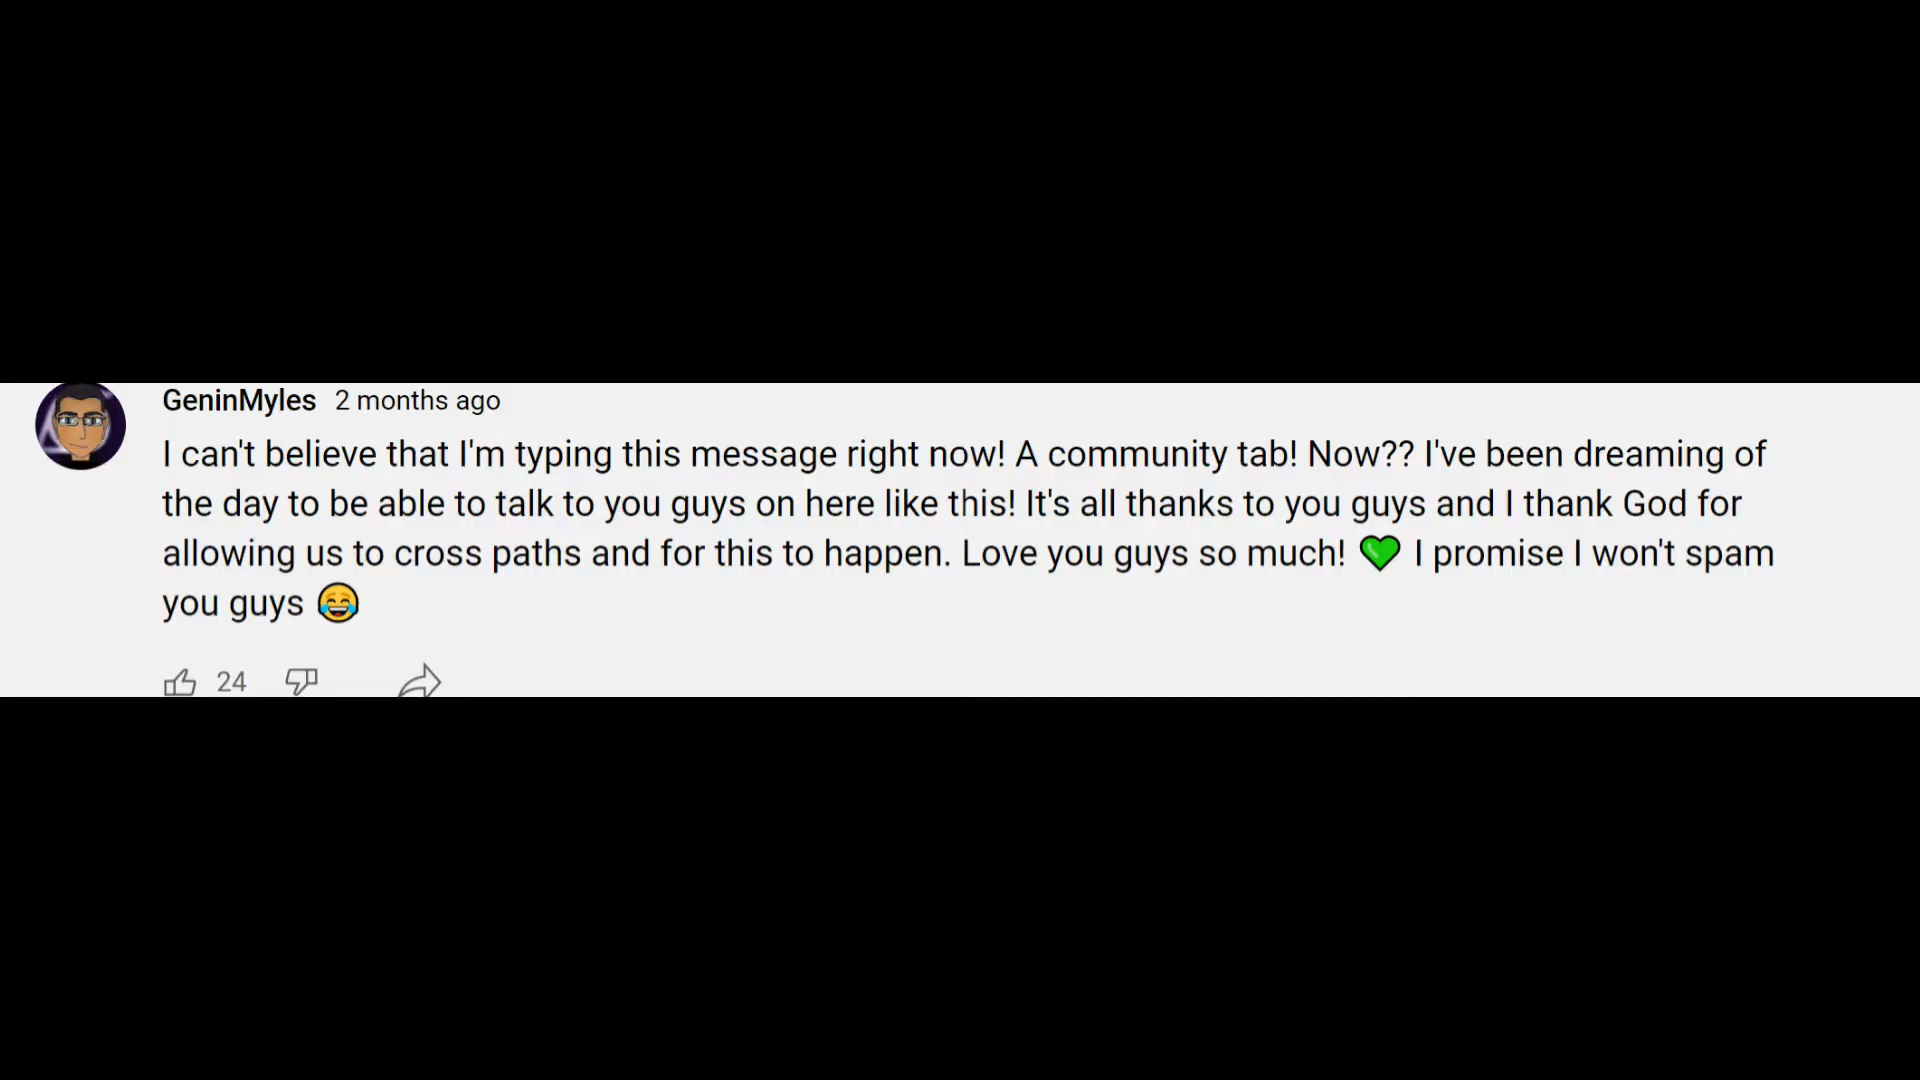 GeninMyles 2 months ago
I can't believe that I'm typing this message right now! A community tab! Now?? I've been dreaming of
the day to be able to talk to you guys on here like this! It's all thanks to you guys and I thank God for
allowing us to cross paths and for this to happen. Love you guys so much! 💚 I promise I won't spam
you guys 😂
24